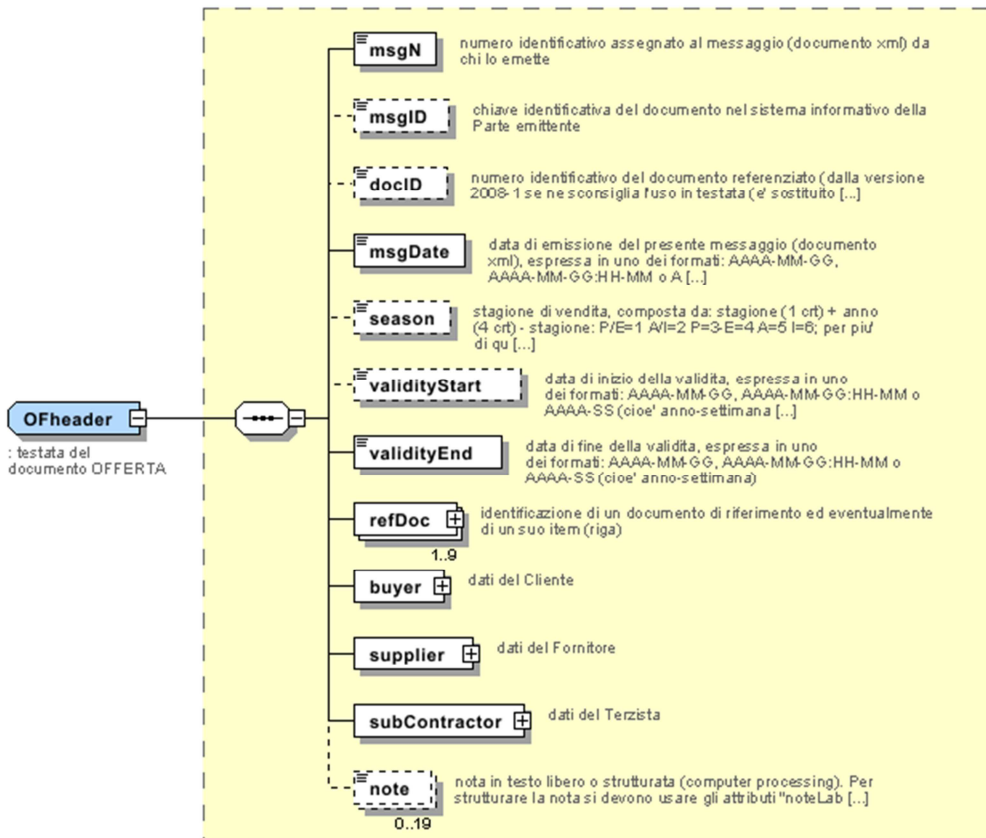 msgN
numero identificativo assegnato al messaggio (documento xml) da
chi lo emette
msgID
chiave identificativa del documento nel sistema informativo della
Parte emittente
docID
numero identificativo del documento referenziato (dalla versione
2008-1 se ne sconsiglia l'uso in testata (e' sostituito [...]
msgDate
data di emissione del presente messaggio (documento
xml), espressa in uno dei formati: AAAA-MM-GG,
AAAA-MM-GG:HH-MM o A [...]
season
stagione di vendita, composta da: stagione (1 crt) + anno
(4 crt) - stagione: P/E=1 A/I=2 P=3-E=4 A=5 I=6; per piu'
di qu [...]
validityStart
data di inizio della validita, espressa in uno
dei formati: AAAA-MM-GG, AAAA-MM-GG:HH-MM o
AAAA-SS (cioe' anno-settimana [...]
OFheader
: testata del
documento OFFERTA
validityEnd
data di fine della validita, espressa in uno
dei formati: AAAA-MM-GG, AAAA-MM-GG:HH-MM o
AAAA-SS (cioe' anno-settimana)
refDoc
identificazione di un documento di riferimento ed eventualmente
di un suo item (riga)
1..9
buyer
dati del Cliente
supplier
dati del Fornitore
subContractor
dati del Terzista
note
nota in testo libero o strutturata (computer processing). Per
strutturare la nota si devono usare gli attributi "noteLab [...]
0..19